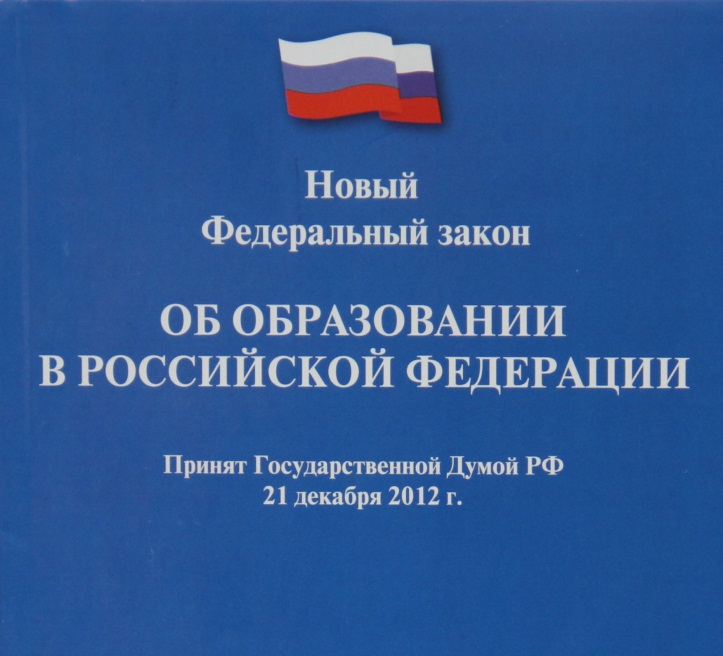 Новый
Федеральный закон
ОБ ОБРАЗОВАНИИ
В РОССИЙСКОЙ ФЕДЕРАЦИИ
Принят Государственной Думой РФ
21 декабря 2012 г.